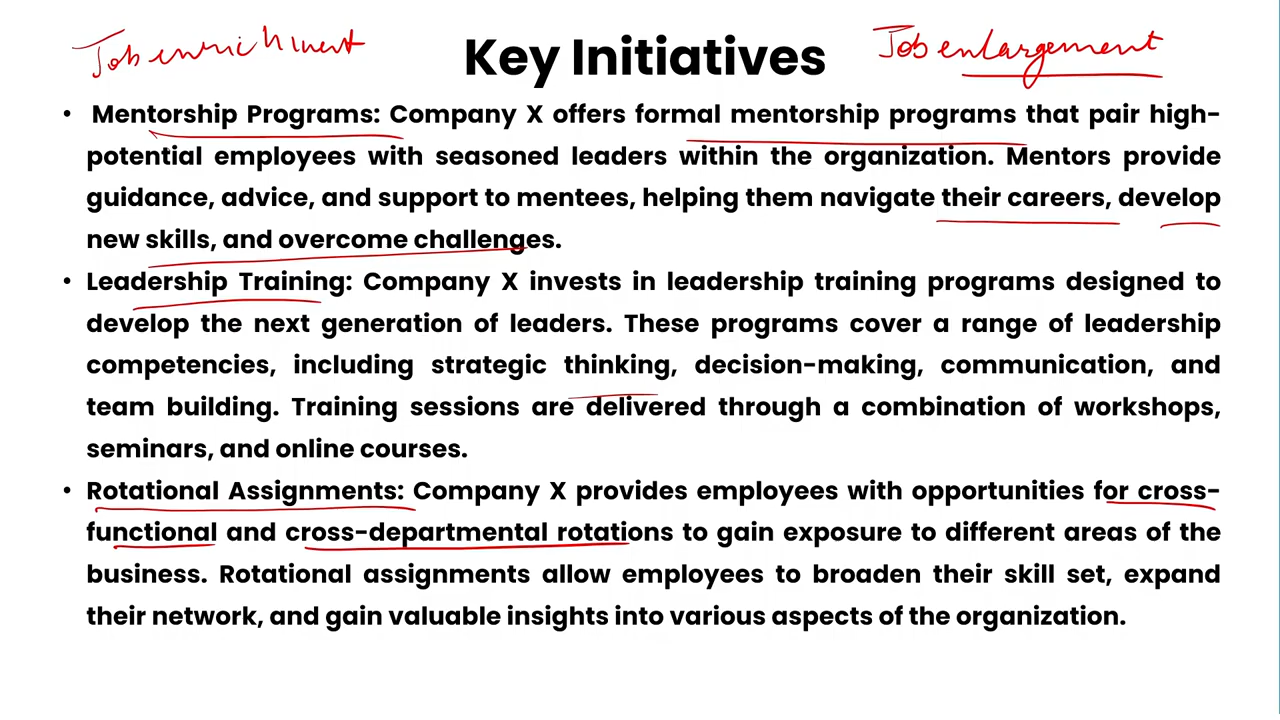 Job enrichment
Key Initiatives
Job enlargement
• Mentorship Programs: Company X offers formal mentorship programs that pair high-
potential employees with seasoned leaders within the organization. Mentors provide
guidance, advice, and support to mentees, helping them navigate their careers, develop
new skills, and overcome challenges.
• Leadership Training: Company X invests in leadership training programs designed to
develop the next generation of leaders. These programs cover a range of leadership
competencies, including strategic thinking, decision-making, communication, and
team building. Training sessions are delivered through a combination of workshops,
seminars, and online courses.
• Rotational Assignments: Company X provides employees with opportunities for cross-
functional and cross-departmental rotations to gain exposure to different areas of the
business. Rotational assignments allow employees to broaden their skill set, expand
their network, and gain valuable insights into various aspects of the organization.